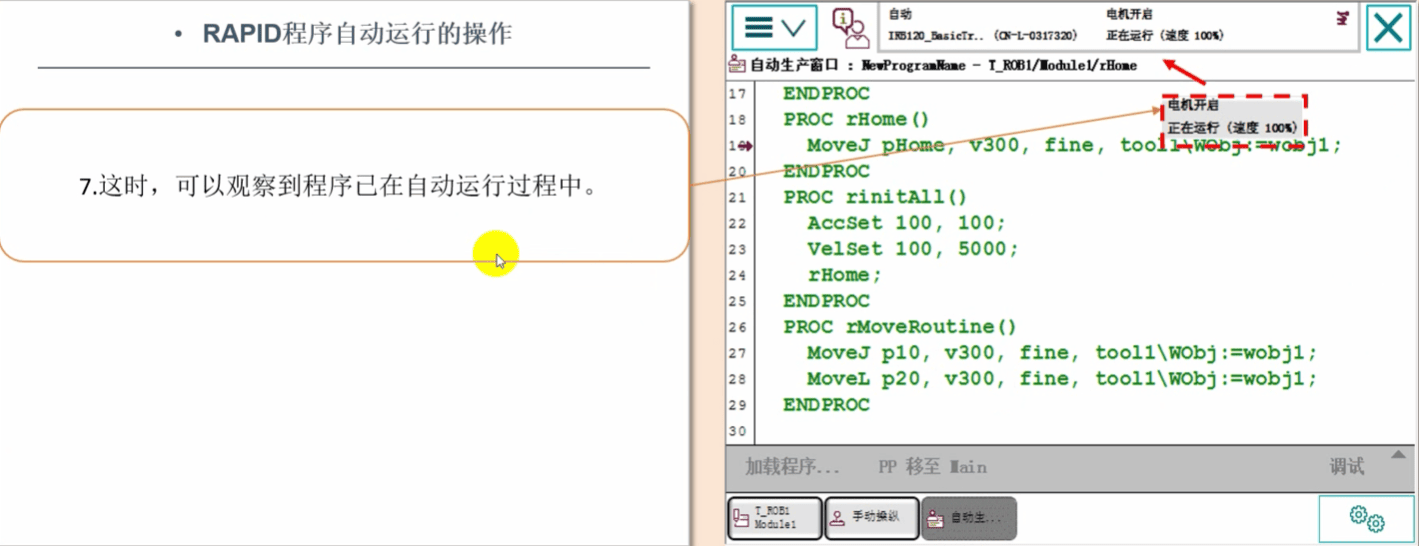 • RAPID程序自动运行的操作
7.这时，可以观察到程序已在自动运行过程中。
自动
IRB120_BasicTr.. (CN-L-0317320)
电机开启
正在运行 (速度 100%)
自动生产窗口 : NewProgramName - T_ROB1/Module1/rHome
电机开启
正在运行 (速度 100%)
17 ENDPROC
18 PROC rHome()
19 MoveJ pHome, v300, fine, tool1\WObj:=wobj1;
20 ENDPROC
21 PROC rinitAll()
22 AccSet 100, 100;
23 VelSet 100, 5000;
24 rHome;
25 ENDPROC
26 PROC rMoveRoutine()
27 MoveJ p10, v300, fine, tool1\WObj:=wobj1;
28 MoveL p20, v300, fine, tool1\WObj:=wobj1;
29 ENDPROC
30
加载程序... PP 移至 Main 调试
T_ROB1
Module1
手动操纵
自动生...